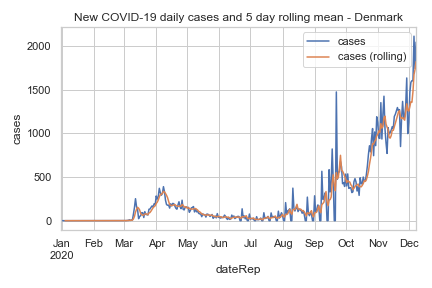 New COVID-19 daily cases and 5 day rolling mean - Denmark
cases
cases (rolling)
2000
1500
1000
500
0
cases
Jan Feb Mar Apr May Jun Jul Aug Sep Oct Nov Dec
2020
dateRep